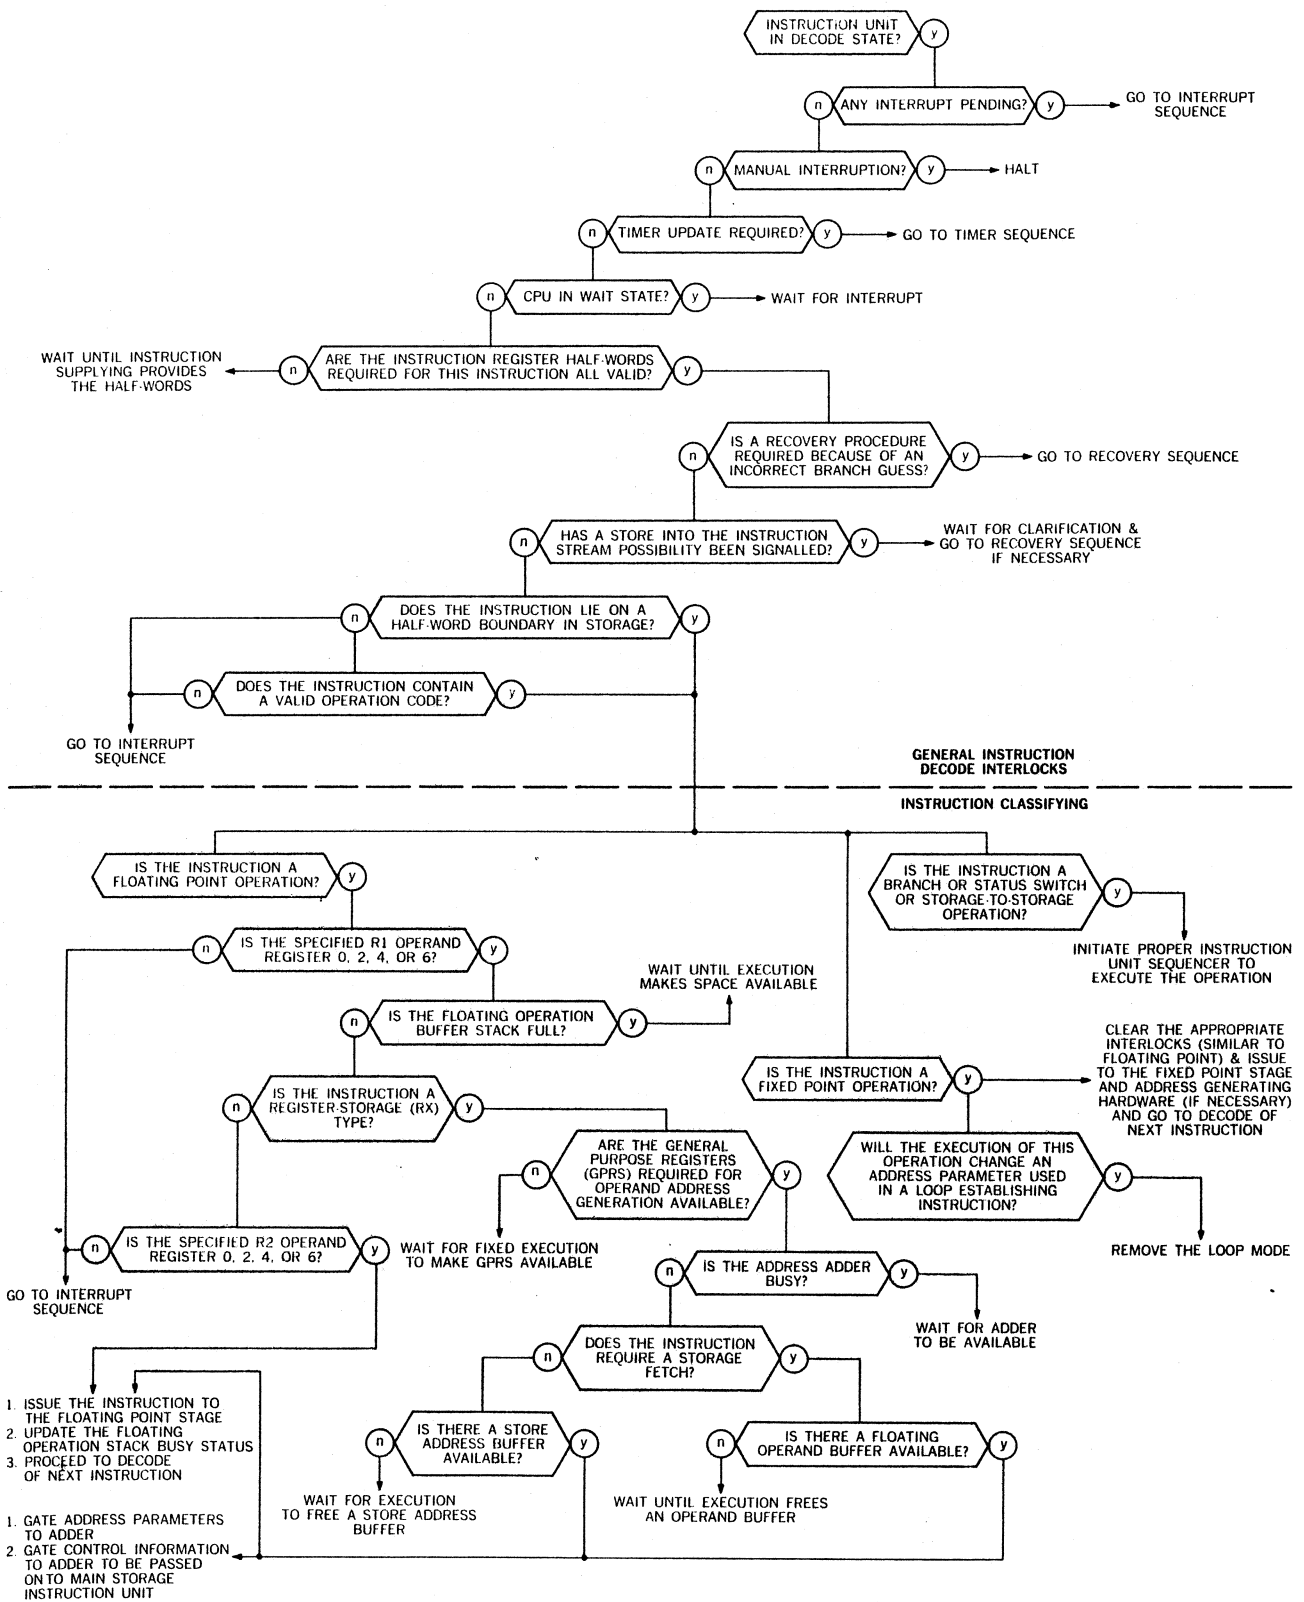 INSTRUCTION UNIT
IN DECODE STATE?
y
n
ANY INTERRUPT PENDING?
y
GO TO INTERRUPT
SEQUENCE
n
MANUAL INTERRUPTION?
y
HALT
n
TIMER UPDATE REQUIRED?
y
GO TO TIMER SEQUENCE
n
CPU IN WAIT STATE?
y
WAIT FOR INTERRUPT
WAIT UNTIL INSTRUCTION
SUPPLYING PROVIDES
THE HALF-WORDS
n
ARE THE INSTRUCTION REGISTER HALF-WORDS
REQUIRED FOR THIS INSTRUCTION ALL VALID?
y
n
IS A RECOVERY PROCEDURE
REQUIRED BECAUSE OF AN
INCORRECT BRANCH GUESS?
y
GO TO RECOVERY SEQUENCE
n
HAS A STORE INTO THE INSTRUCTION
STREAM POSSIBILITY BEEN SIGNALLED?
y
WAIT FOR CLARIFICATION &
GO TO RECOVERY SEQUENCE
IF NECESSARY
n
DOES THE INSTRUCTION LIE ON A
HALF-WORD BOUNDARY IN STORAGE?
y
n
DOES THE INSTRUCTION CONTAIN
A VALID OPERATION CODE?
y
GO TO INTERRUPT
SEQUENCE
GENERAL INSTRUCTION
DECODE INTERLOCKS
INSTRUCTION CLASSIFYING
IS THE INSTRUCTION A
FLOATING POINT OPERATION?
y
IS THE INSTRUCTION A
BRANCH OR STATUS SWITCH
OR STORAGE-TO-STORAGE
OPERATION?
y
INITIATE PROPER INSTRUCTION
UNIT SEQUENCER TO
EXECUTE THE OPERATION
n
IS THE SPECIFIED R1 OPERAND
REGISTER 0, 2, 4, OR 6?
y
WAIT UNTIL EXECUTION
MAKES SPACE AVAILABLE
n
IS THE FLOATING OPERATION
BUFFER STACK FULL?
y
IS THE INSTRUCTION A
FIXED POINT OPERATION?
y
CLEAR THE APPROPRIATE
INTERLOCKS (SIMILAR TO
FLOATING POINT) & ISSUE
TO THE FIXED POINT STAGE
AND ADDRESS GENERATING
HARDWARE (IF NECESSARY)
AND GO TO DECODE OF
NEXT INSTRUCTION
n
IS THE INSTRUCTION A
REGISTER-STORAGE (RX)
TYPE?
y
n
ARE THE GENERAL
PURPOSE REGISTERS
(GPRS) REQUIRED FOR
OPERAND ADDRESS
GENERATION AVAILABLE?
y
WILL THE EXECUTION OF THIS
OPERATION CHANGE AN
ADDRESS PARAMETER USED
IN A LOOP ESTABLISHING
INSTRUCTION?
y
REMOVE THE LOOP MODE
n
IS THE SPECIFIED R2 OPERAND
REGISTER 0, 2, 4, OR 6?
y
WAIT FOR FIXED EXECUTION
TO MAKE GPRS AVAILABLE
GO TO INTERRUPT
SEQUENCE
n
IS THE ADDRESS ADDER
BUSY?
y
WAIT FOR ADDER
TO BE AVAILABLE
n
DOES THE INSTRUCTION
REQUIRE A STORAGE
FETCH?
y
1. ISSUE THE INSTRUCTION TO
THE FLOATING POINT STAGE
2. UPDATE THE FLOATING
OPERATION STACK BUSY STATUS
3. PROCEED TO DECODE
OF NEXT INSTRUCTION
n
IS THERE A STORE
ADDRESS BUFFER
AVAILABLE?
y
n
IS THERE A FLOATING
OPERAND BUFFER AVAILABLE?
y
WAIT FOR EXECUTION
TO FREE A STORE ADDRESS
BUFFER
WAIT UNTIL EXECUTION FREES
AN OPERAND BUFFER
1. GATE ADDRESS PARAMETERS
TO ADDER
2. GATE CONTROL INFORMATION
TO ADDER TO BE PASSED
ON TO MAIN STORAGE
INSTRUCTION UNIT